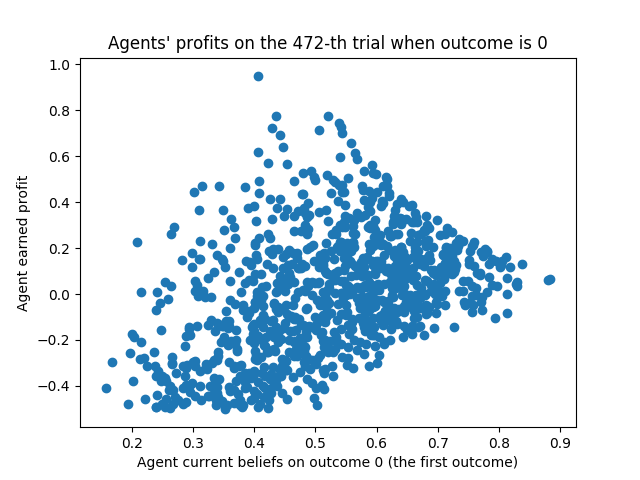 Agents' profits on the 472-th trial when outcome is 0
1.0
0.8
0.6
0.4
0.2
0.0
−0.2
−0.4
Agent earned profit
0.2 0.3 0.4 0.5 0.6 0.7 0.8 0.9
Agent current beliefs on outcome 0 (the first outcome)